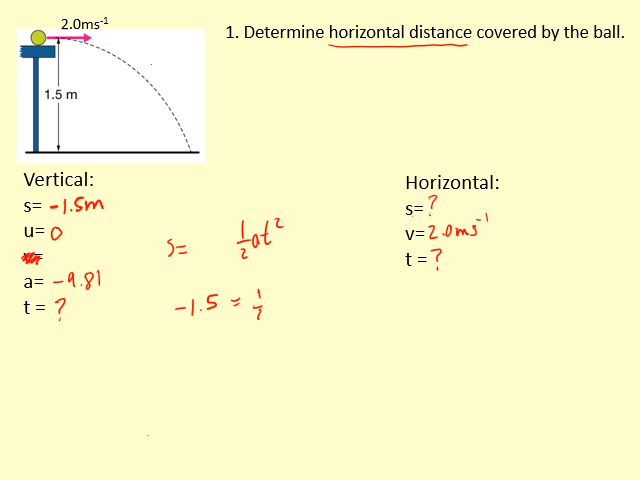 2.0ms⁻¹
1. Determine horizontal distance covered by the ball.
1.5 m
Vertical:
s= -1.5m
u= 0
=
a= -9.81
t = ?
s= ½at²
-1.5 = ½
Horizontal:
s= ?
v= 2.0ms⁻¹
t = ?